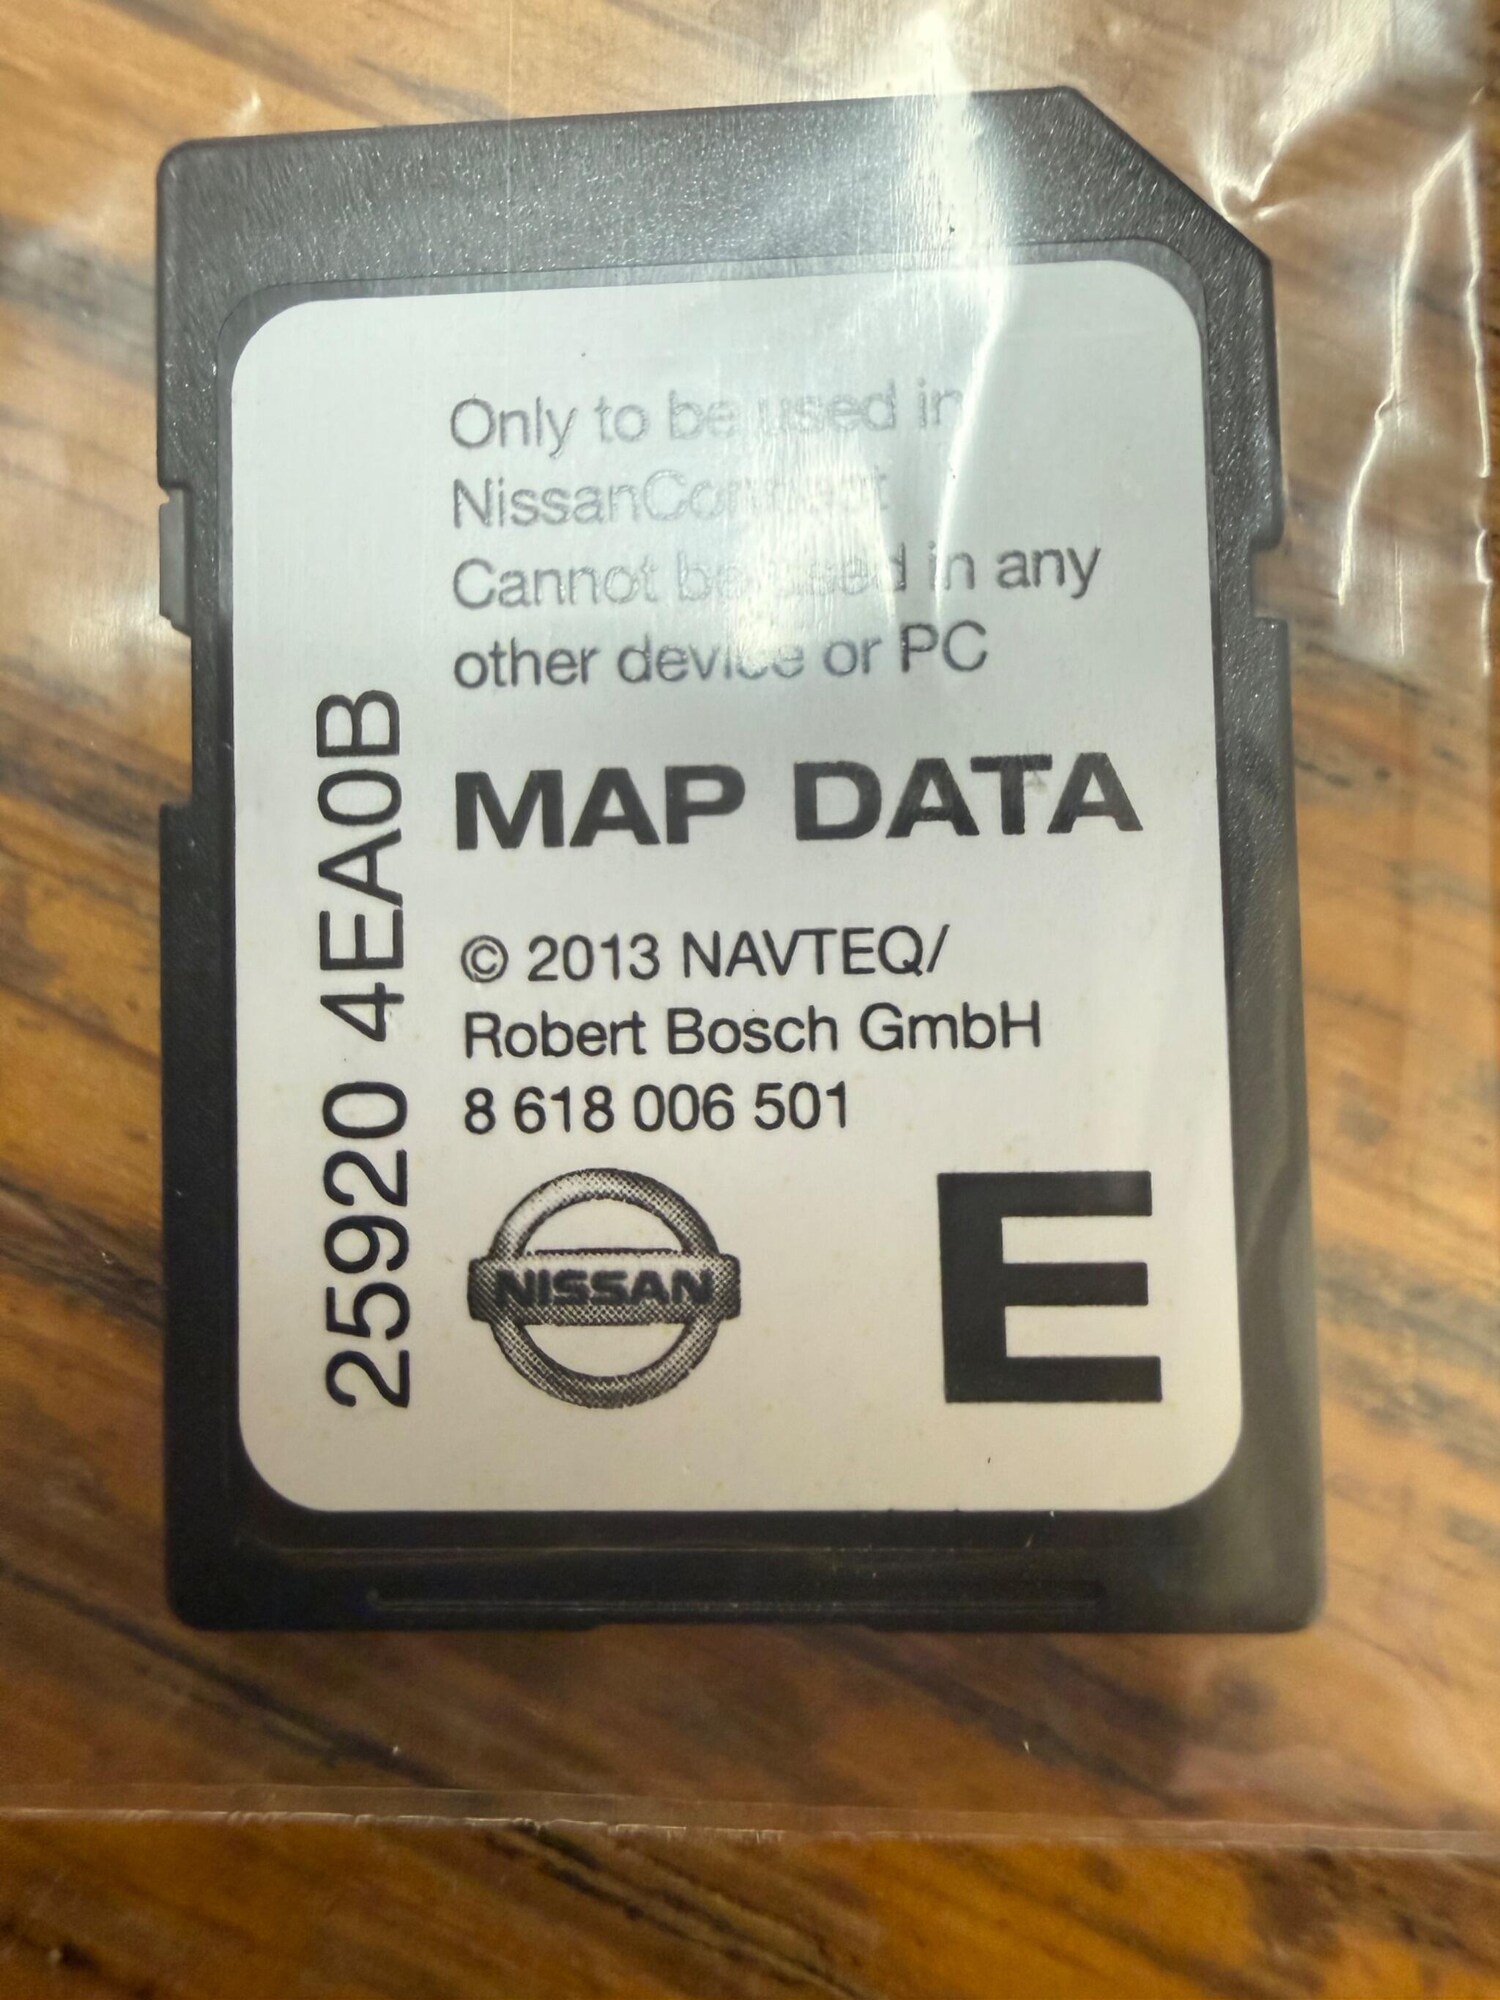 Only to be used in
NissanConnect
Cannot be used in any
other device or PC
MAP DATA
© 2013 NAVTEQ/
Robert Bosch GmbH
8 618 006 501
NISSAN
E
25920 4EA0B